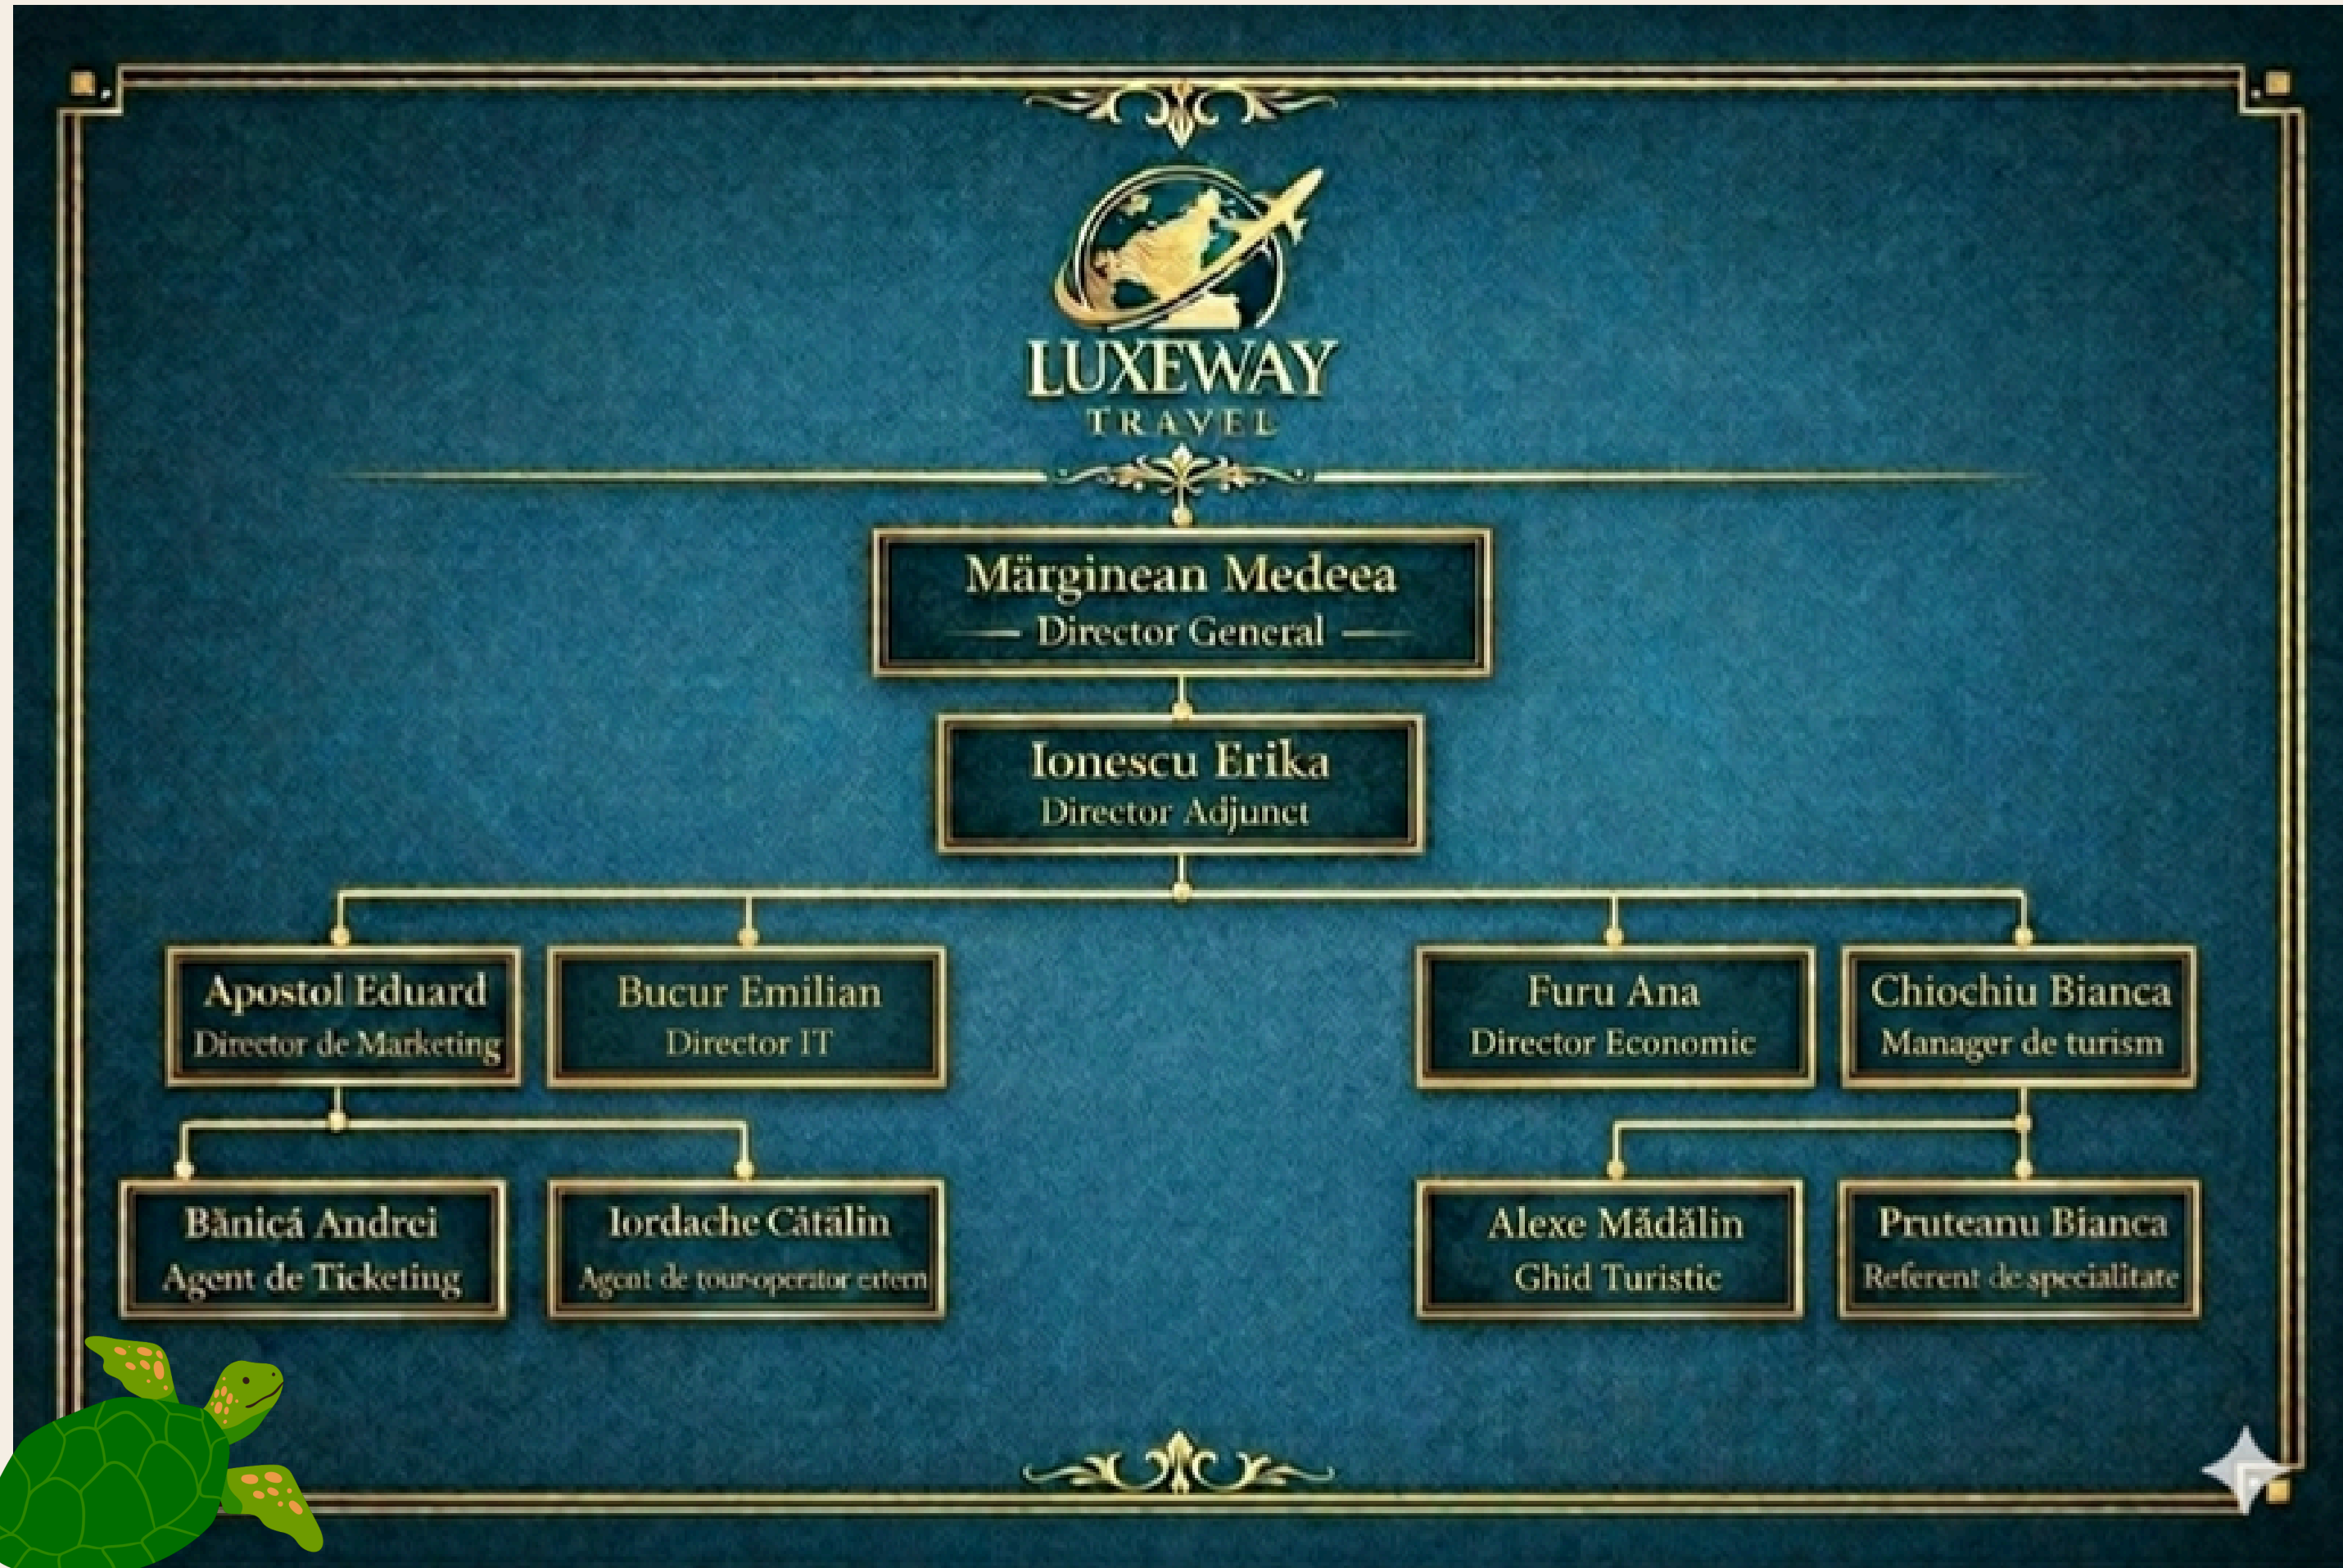 LUXEWAY
TRAVEL
Märginean Medeea
Director General
Ionescu Erika
Director Adjunct
Apostol Eduard
Director de Marketing
Bucur Emilian
Director IT
Furu Ana
Director Economic
Chiochiu Bianca
Manager de turism
Bănică Andrei
Agent de Ticketing
Iordache Cătălin
Agent de tour-operator extern
Alexe Mădălin
Ghid Turistic
Pruteanu Bianca
Referent de specialitate